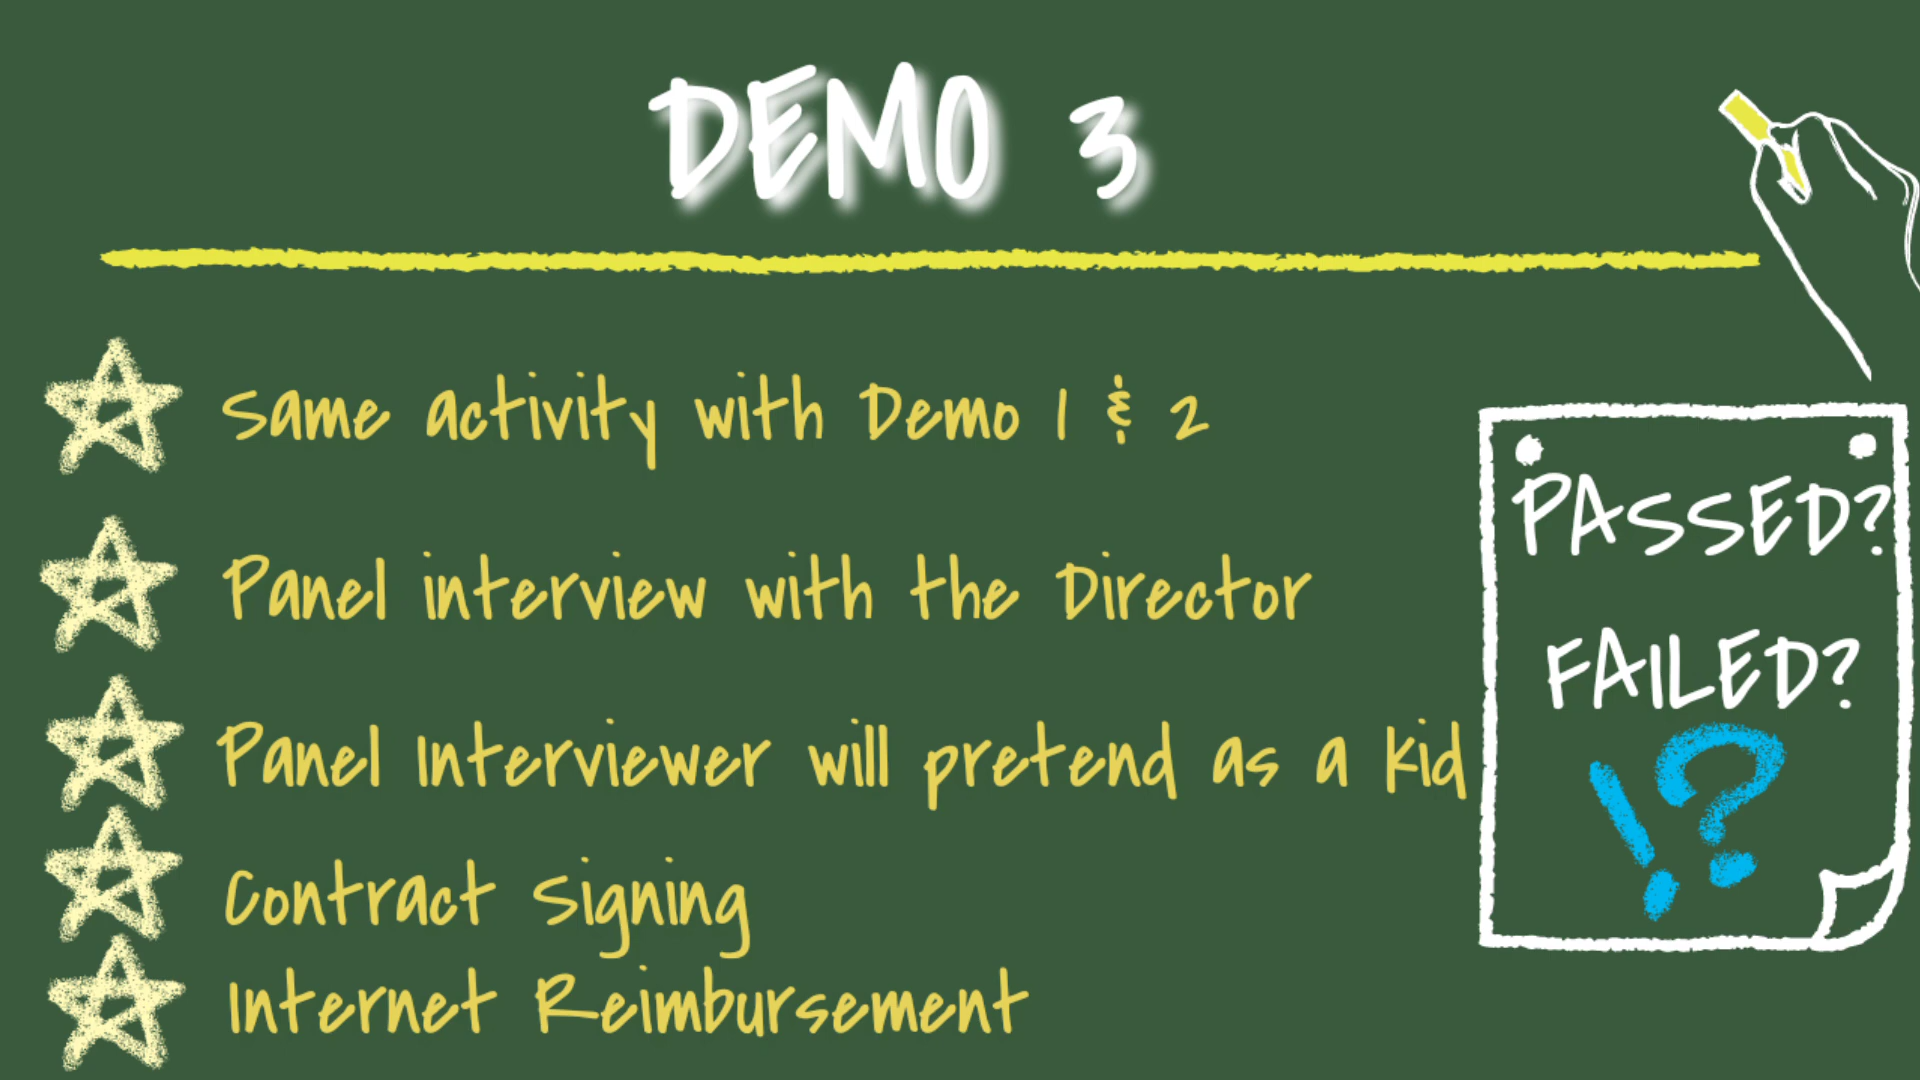 DEMO 3
Same activity with Demo 1 & 2
Panel interview with the Director
Panel Interviewer will pretend as a kid
Contract Signing
Internet Reimbursement
PASSED?
FAILED?
!?